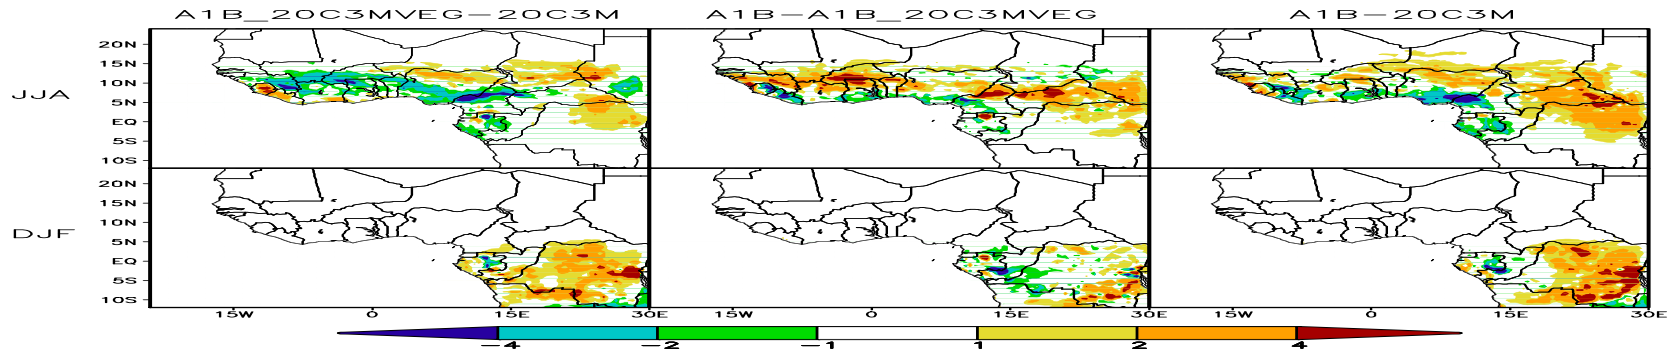 A1B_20C3MVEG-20C3M A1B-A1B_20C3MVEG A1B-20C3M
JJA
20N
15N
10N
5N
EQ
5S
10S
DJF
20N
15N
10N
5N
EQ
5S
10S
15W 0 15E 30E 15W 0 15E 30E 15W 0 15E 30E
-4 -2 -1 1 2 4